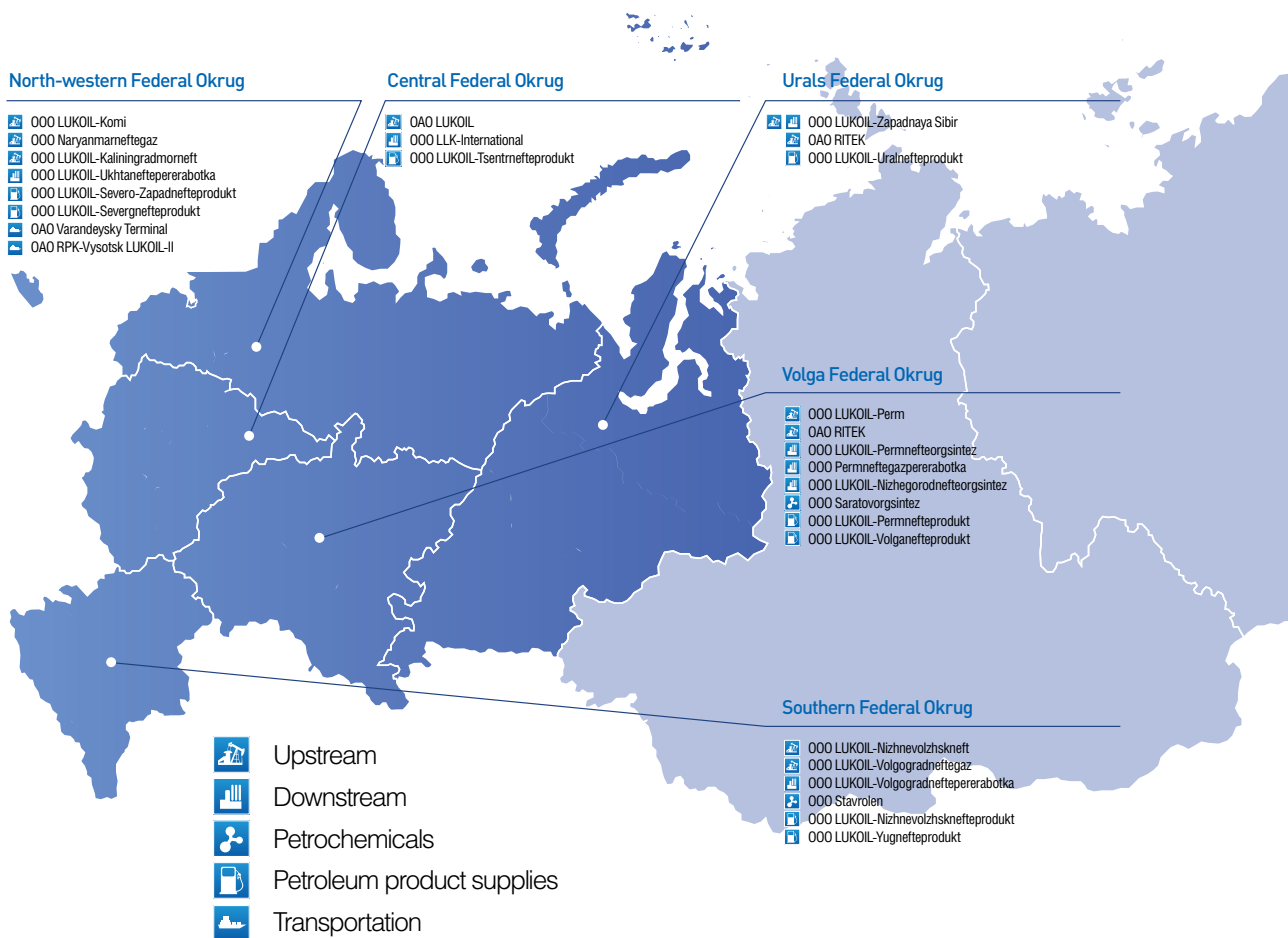 North-western Federal Okrug
OOO LUKOIL-Komi
OOO Naryanmarneftegaz
OOO LUKOIL-Kaliningradmorneft
OOO LUKOIL-Ukhtaneftepererabotka
OOO LUKOIL-Severo-Zapadnefteprodukt
OOO LUKOIL-Severgnefteprodukt
OAO Varandeysky Terminal
OAO RPK-Vysotsk LUKOIL-II
Central Federal Okrug
OAO LUKOIL
OOO LLK-International
OOO LUKOIL-Tsentrnefteprodukt
Urals Federal Okrug
OOO LUKOIL-Zapadnaya Sibir
OAO RITEK
OOO LUKOIL-Uralnefteprodukt
Volga Federal Okrug
OOO LUKOIL-Perm
OAO RITEK
OOO LUKOIL-Permnefteorgsintez
OOO Permneftegazpererabotka
OOO LUKOIL-Nizhegorodnefteorgsintez
OOO Saratovorgsintez
OOO LUKOIL-Permnefteprodukt
OOO LUKOIL-Volganefteprodukt
Southern Federal Okrug
OOO LUKOIL-Nizhnevolzhskneft
OOO LUKOIL-Volgogradneftegaz
OOO LUKOIL-Volgogradneftepererabotka
OOO Stavrolen
OOO LUKOIL-Nizhnevolzhsknefteprodukt
OOO LUKOIL-Yugnefteprodukt
Upstream
Downstream
Petrochemicals
Petroleum product supplies
Transportation